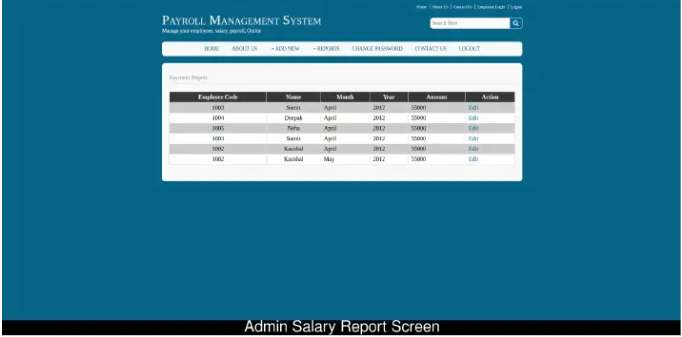 Home | About Us | Contact Us | Employee Login | Logout
PAYROLL MANAGEMENT SYSTEM
Manage your employees, salary, payroll, Online
Search Here
HOME ABOUT US ADD NEW REPORTS CHANGE PASSWORD CONTACT US LOGOUT
Payment Report
Employee Code Name Month Year Amount Action
1003 Sumit April 2012 55000 Edit
1004 Deepak April 2012 55000 Edit
1005 Neha April 2012 55000 Edit
1003 Sumit April 2012 55000 Edit
1002 Kaushal April 2012 55000 Edit
1002 Kaushal May 2012 55000 Edit
Admin Salary Report Screen